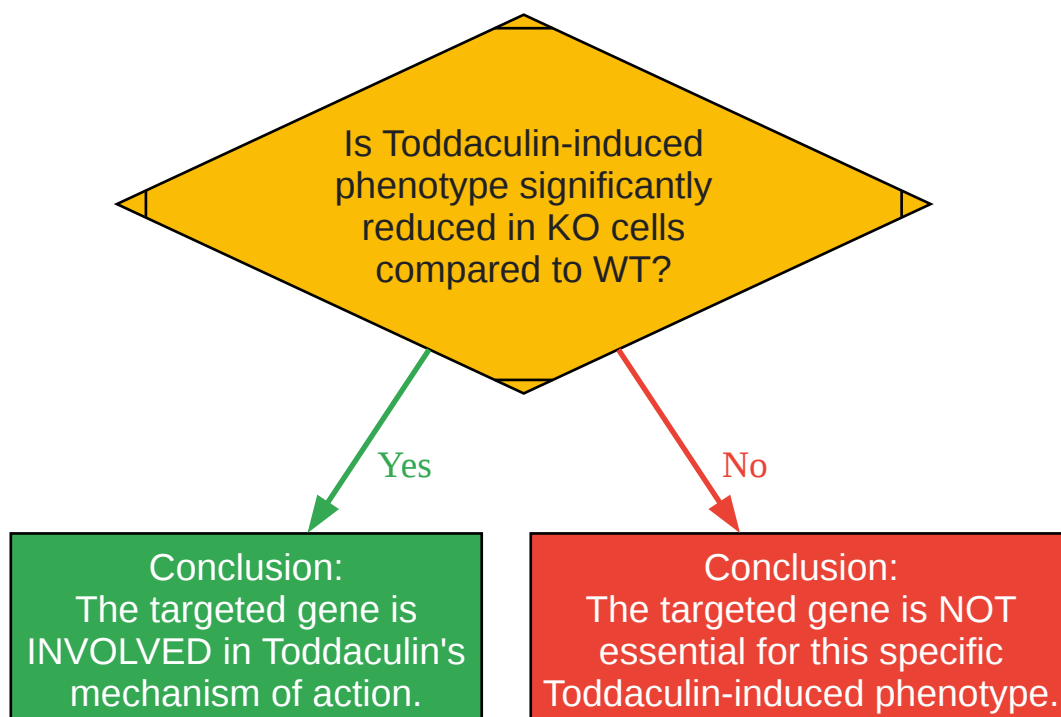 Is Toddaculin-induced
phenotype significantly
reduced in KO cells
compared to WT?
Yes
No
Conclusion:
The targeted gene is
INVOLVED in Toddaculin's
mechanism of action.
Conclusion:
The targeted gene is NOT
essential for this specific
Toddaculin-induced phenotype.